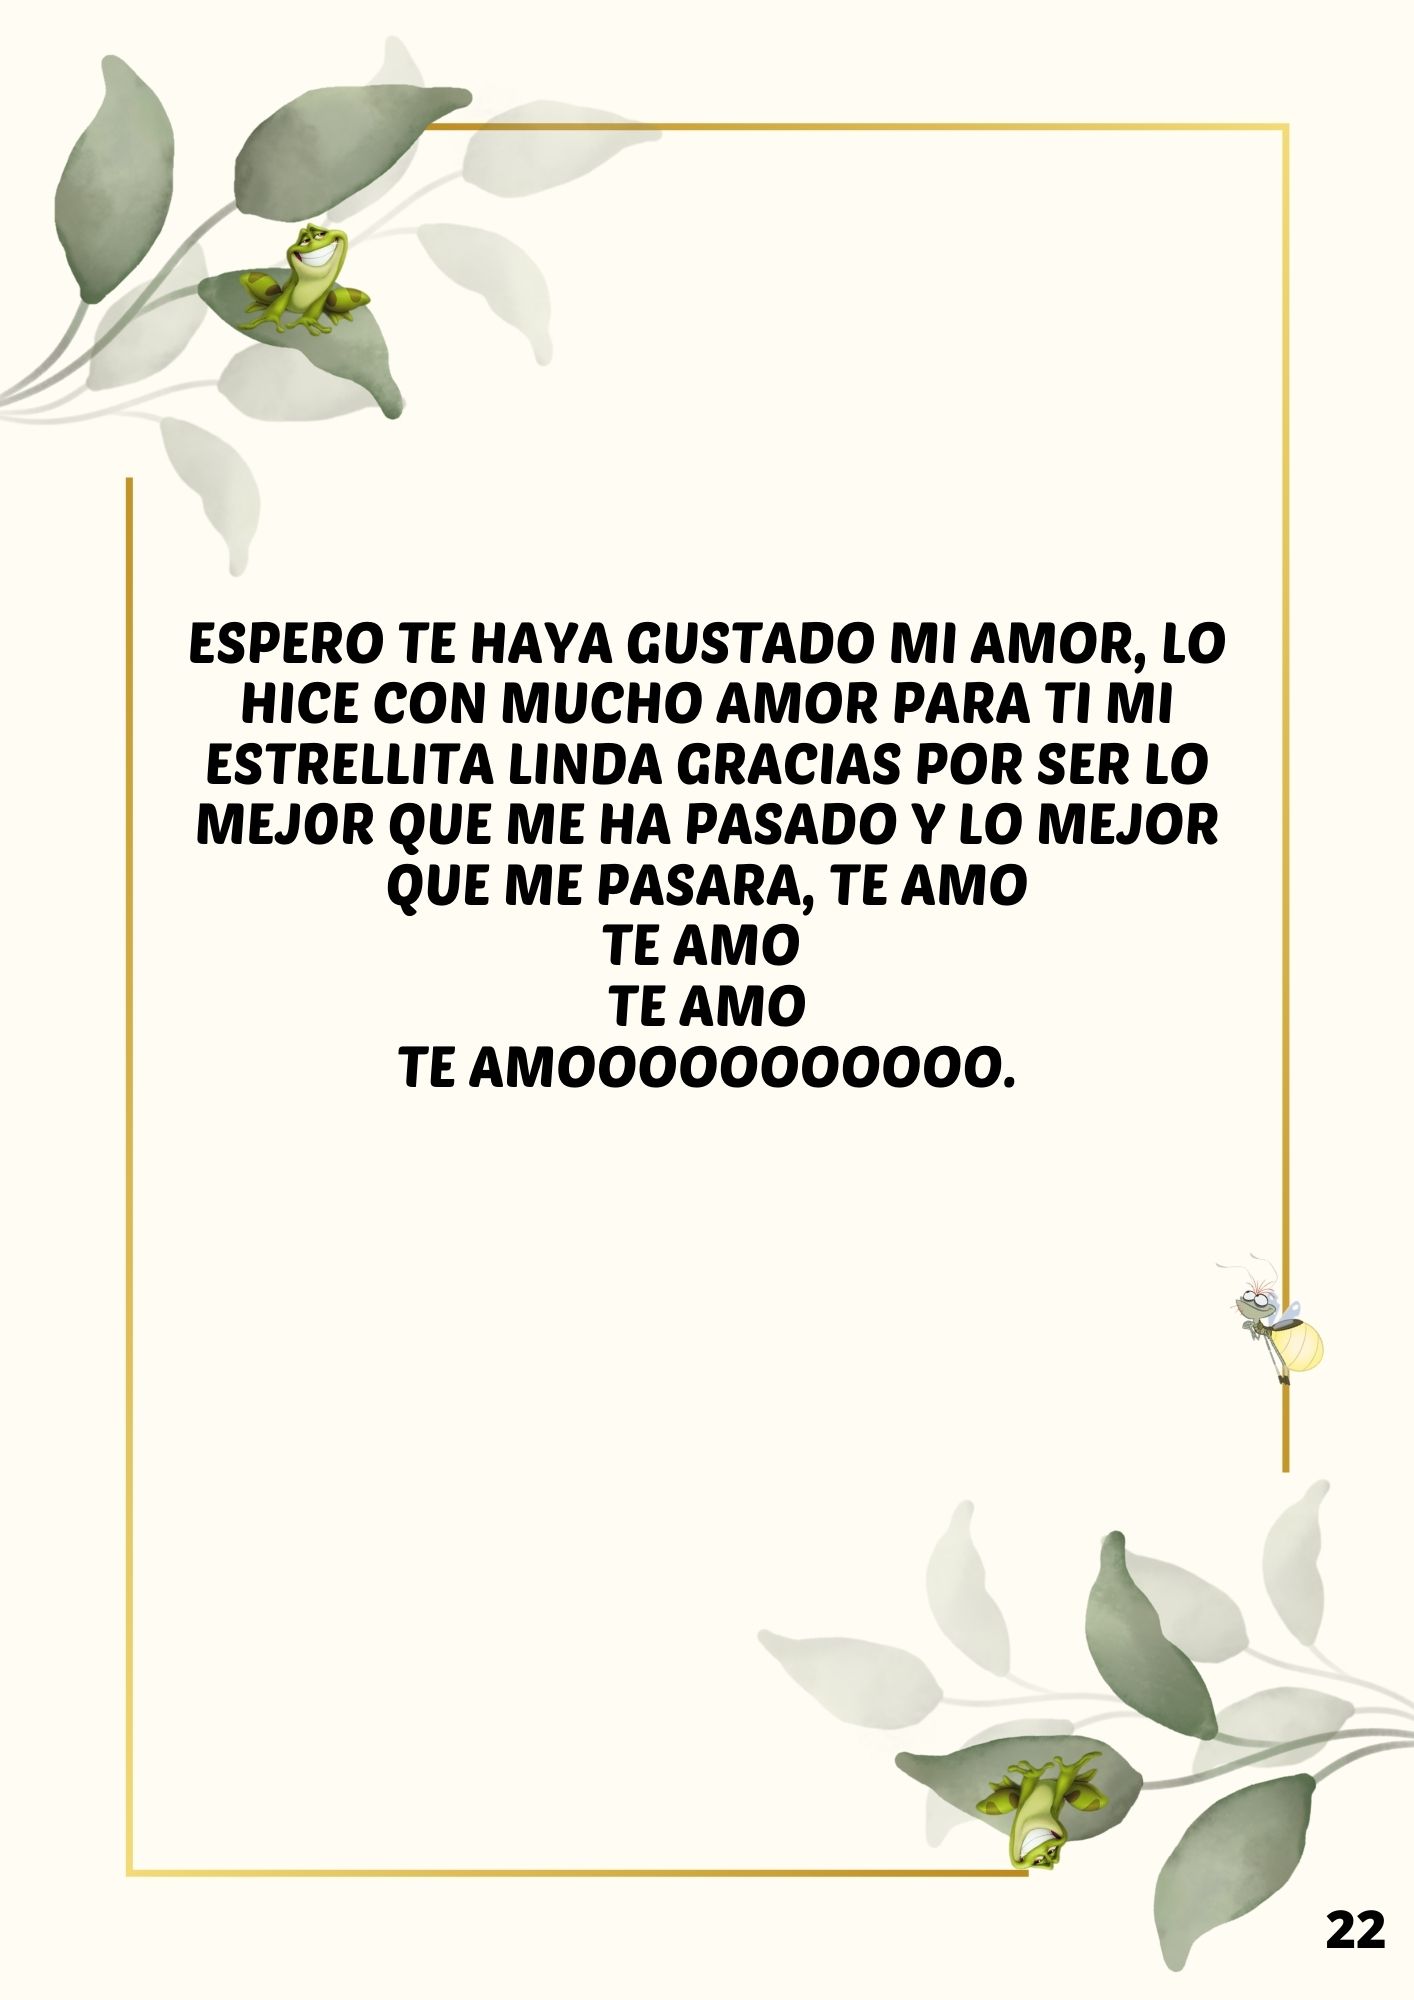 ESPERO TE HAYA GUSTADO MI AMOR, LO
HICE CON MUCHO AMOR PARA TI MI
ESTRELLITA LINDA GRACIAS POR SER LO
MEJOR QUE ME HA PASADO Y LO MEJOR
QUE ME PASARA, TE AMO
TE AMO
TE AMO
TE AMOOOOOOOOOOO.
22